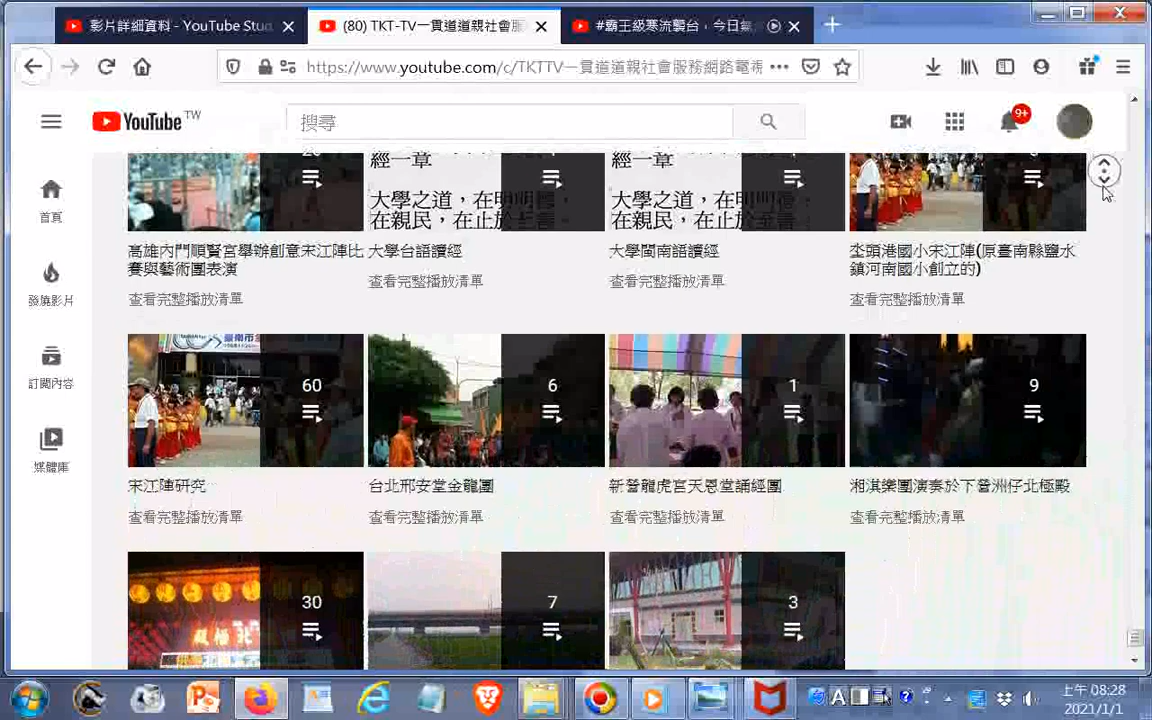 影片詳細資料 - YouTube Stud
(80) TKT-TV一貫道道親社會服
#霸王級寒流襲台，今日氣
https://www.youtube.com/c/TKTTV一貫道道親社會服務網路電視
YouTube TW
搜尋
9+
首頁
發燒影片
訂閱內容
媒體庫
經一章
大學之道，在明明德，
在親民，在止於至善。
經一章
大學之道，在明明德，
在親民，在止於至善。
高雄內門順賢宮舉辦創意宋江陣比
賽與藝術團表演
查看完整播放清單
大學台語讀經
查看完整播放清單
大學閩南語讀經
查看完整播放清單
坔頭港國小宋江陣(原臺南縣鹽水
鎮河南國小創立的)
查看完整播放清單
60
宋江陣研究
查看完整播放清單
6
台北邢安堂金龍團
查看完整播放清單
1
新營龍虎宮天恩堂誦經團
查看完整播放清單
9
湘淇樂團演奏於下營洲仔北極殿
查看完整播放清單
30
7
3
上午 08:28
2021/1/1